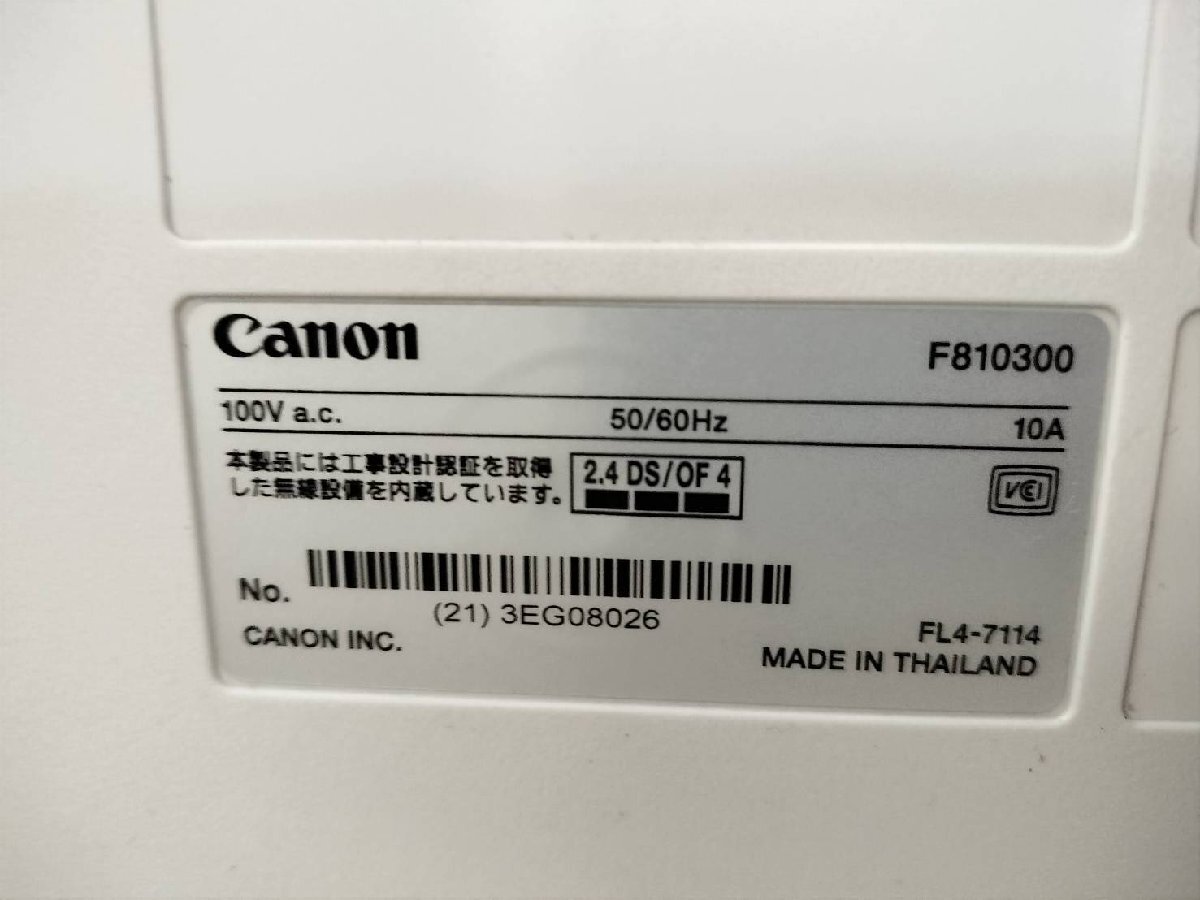 Canon
F810300
100V a.c. 50/60Hz 10A
本製品には工事設計認証を取得
した無線設備を内蔵しています。
2.4 DS/OF 4
VCI
No.
(21) 3EG08026
CANON INC.
FL4-7114
MADE IN THAILAND